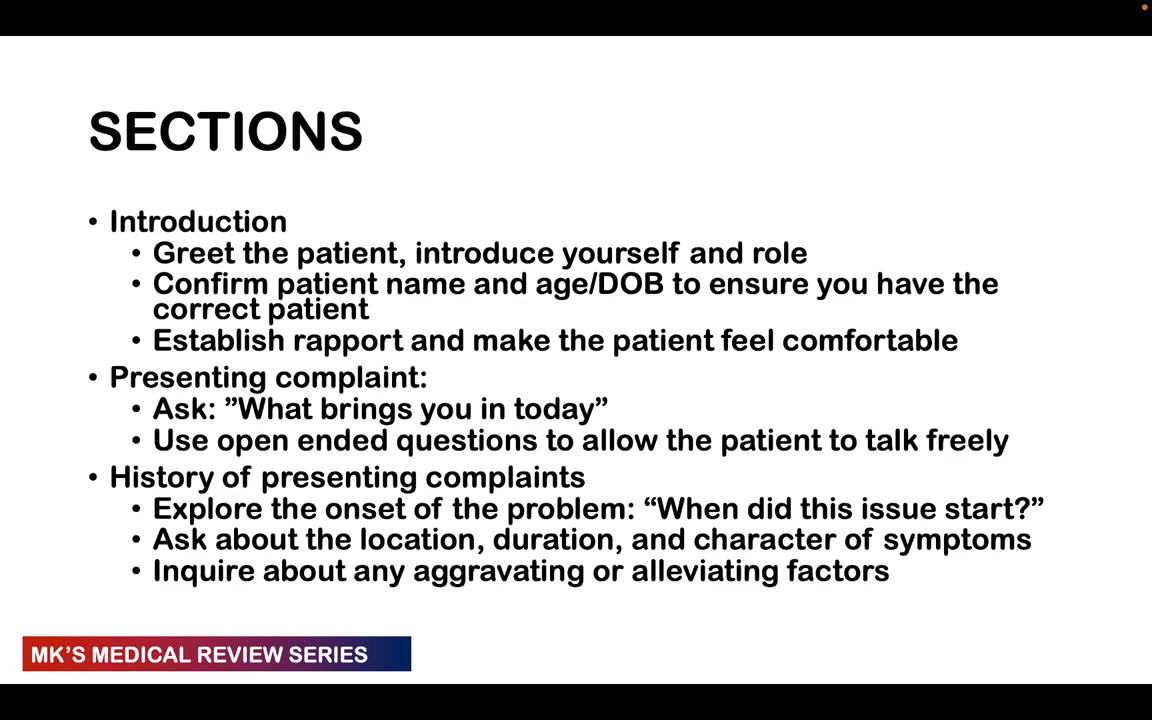 SECTIONS
• Introduction
• Greet the patient, introduce yourself and role
• Confirm patient name and age/DOB to ensure you have the
correct patient
• Establish rapport and make the patient feel comfortable
• Presenting complaint:
• Ask: ”What brings you in today”
• Use open ended questions to allow the patient to talk freely
• History of presenting complaints
• Explore the onset of the problem: “When did this issue start?”
• Ask about the location, duration, and character of symptoms
• Inquire about any aggravating or alleviating factors
MK’S MEDICAL REVIEW SERIES